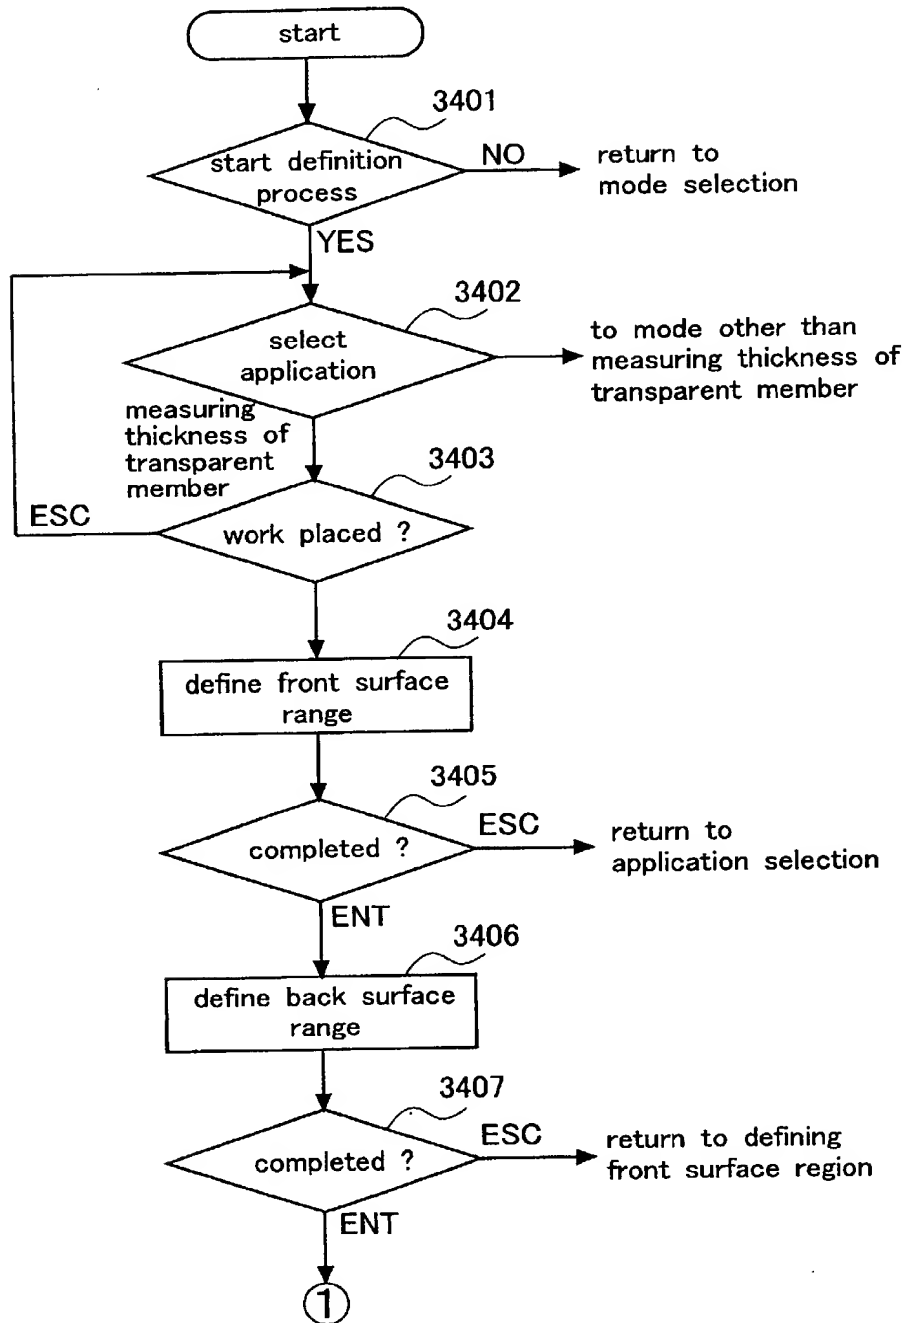 start
3401
start definition
process
NO
return to
mode selection
YES
3402
select
application
to mode other than
measuring thickness of
transparent member
measuring
thickness of
transparent
member
3403
ESC
work placed ?
3404
define front surface
range
3405
completed ?
ESC
return to
application selection
ENT
3406
define back surface
range
3407
completed ?
ESC
return to defining
front surface region
ENT
1